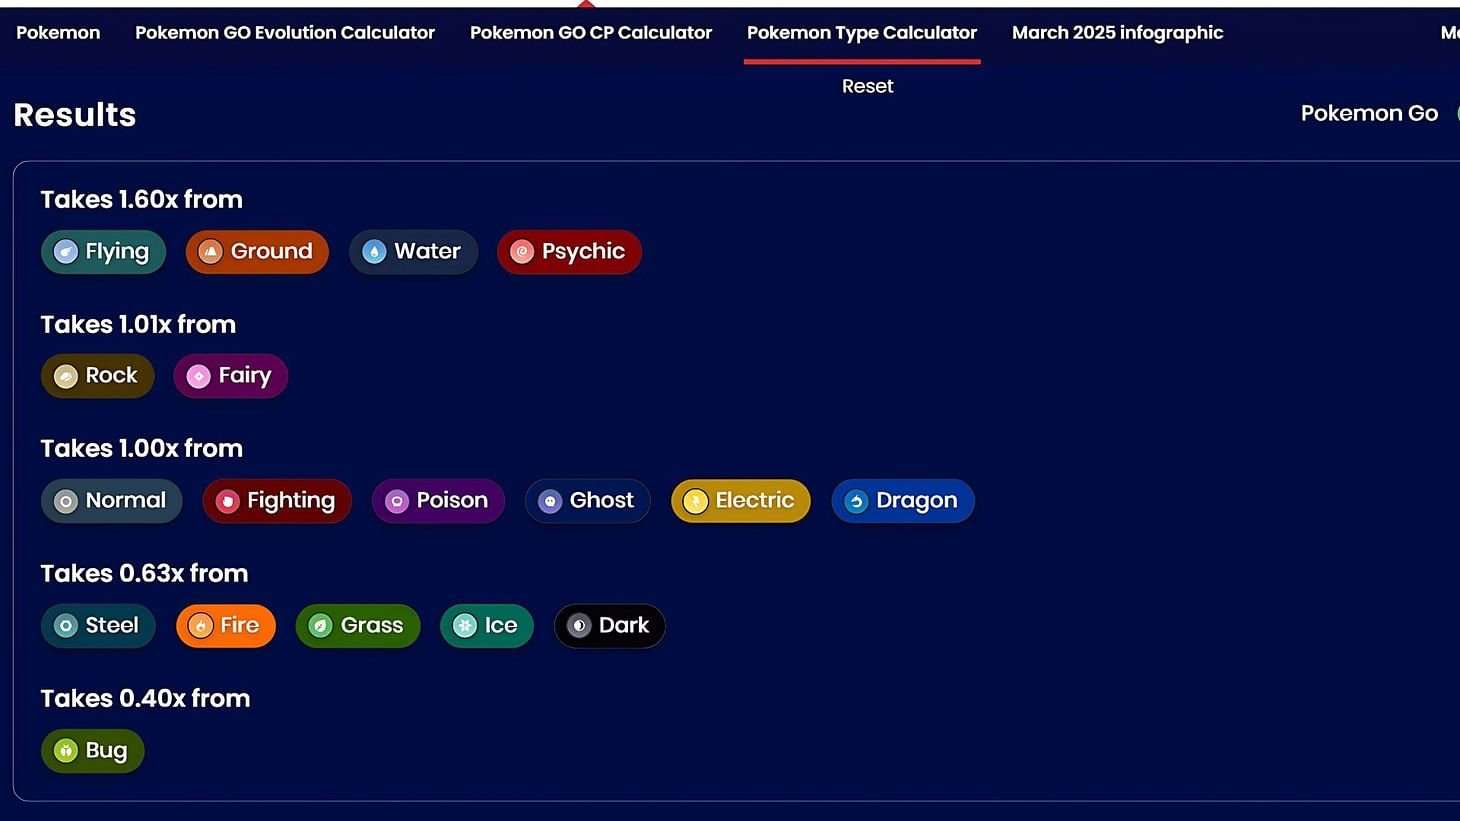 Pokemon Pokemon GO Evolution Calculator Pokemon GO CP Calculator Pokemon Type Calculator March 2025 infographic
Reset
Results Pokemon Go
Takes 1.60x from
Flying Ground Water Psychic
Takes 1.01x from
Rock Fairy
Takes 1.00x from
Normal Fighting Poison Ghost Electric Dragon
Takes 0.63x from
Steel Fire Grass Ice Dark
Takes 0.40x from
Bug